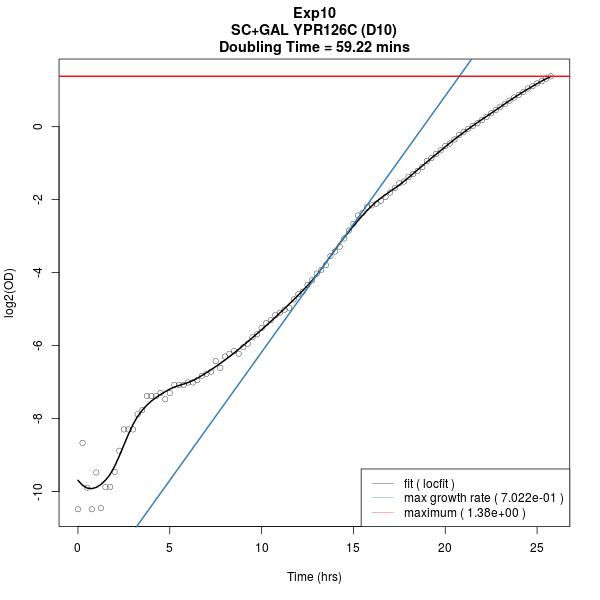 Exp10
SC+GAL YPR126C (D10)
Doubling Time = 59.22 mins
log2(OD)
0
-2
-4
-6
-8
-10
0 5 10 15 20 25
Time (hrs)
fit ( locfit )
max growth rate ( 7.022e-01 )
maximum ( 1.38e+00 )